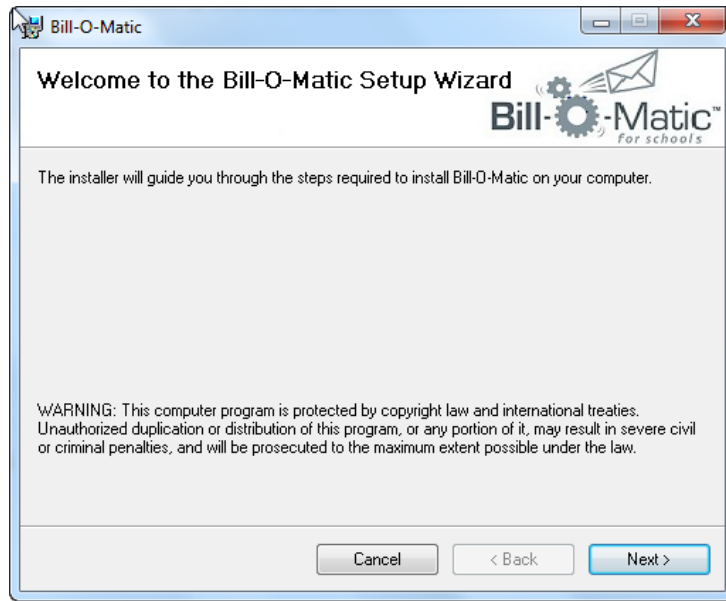 Bill-O-Matic
Welcome to the Bill-O-Matic Setup Wizard
Bill-O-Matic™
for schools
The installer will guide you through the steps required to install Bill-O-Matic on your computer.
WARNING: This computer program is protected by copyright law and international treaties.
Unauthorized duplication or distribution of this program, or any portion of it, may result in severe civil
or criminal penalties, and will be prosecuted to the maximum extent possible under the law.
Cancel
< Back
Next >